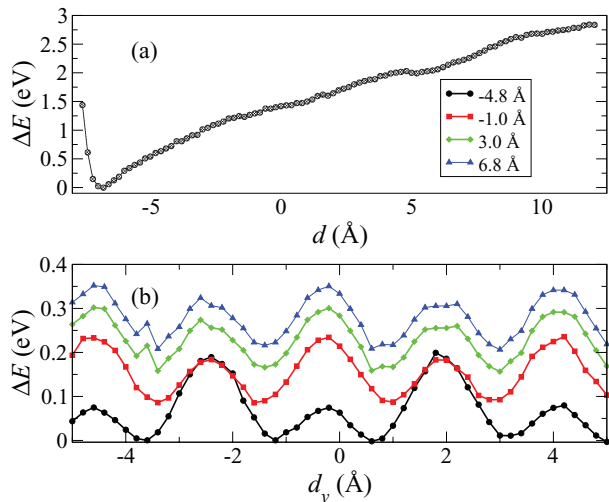 3
2.5
2
1.5
1
0.5
0
ΔE (eV)
(a)
-4.8 Å
-1.0 Å
3.0 Å
6.8 Å
-5 0 5 10
d (Å)
0.4
0.3
0.2
0.1
0
ΔE (eV)
(b)
-4 -2 0 2 4
d_y (Å)